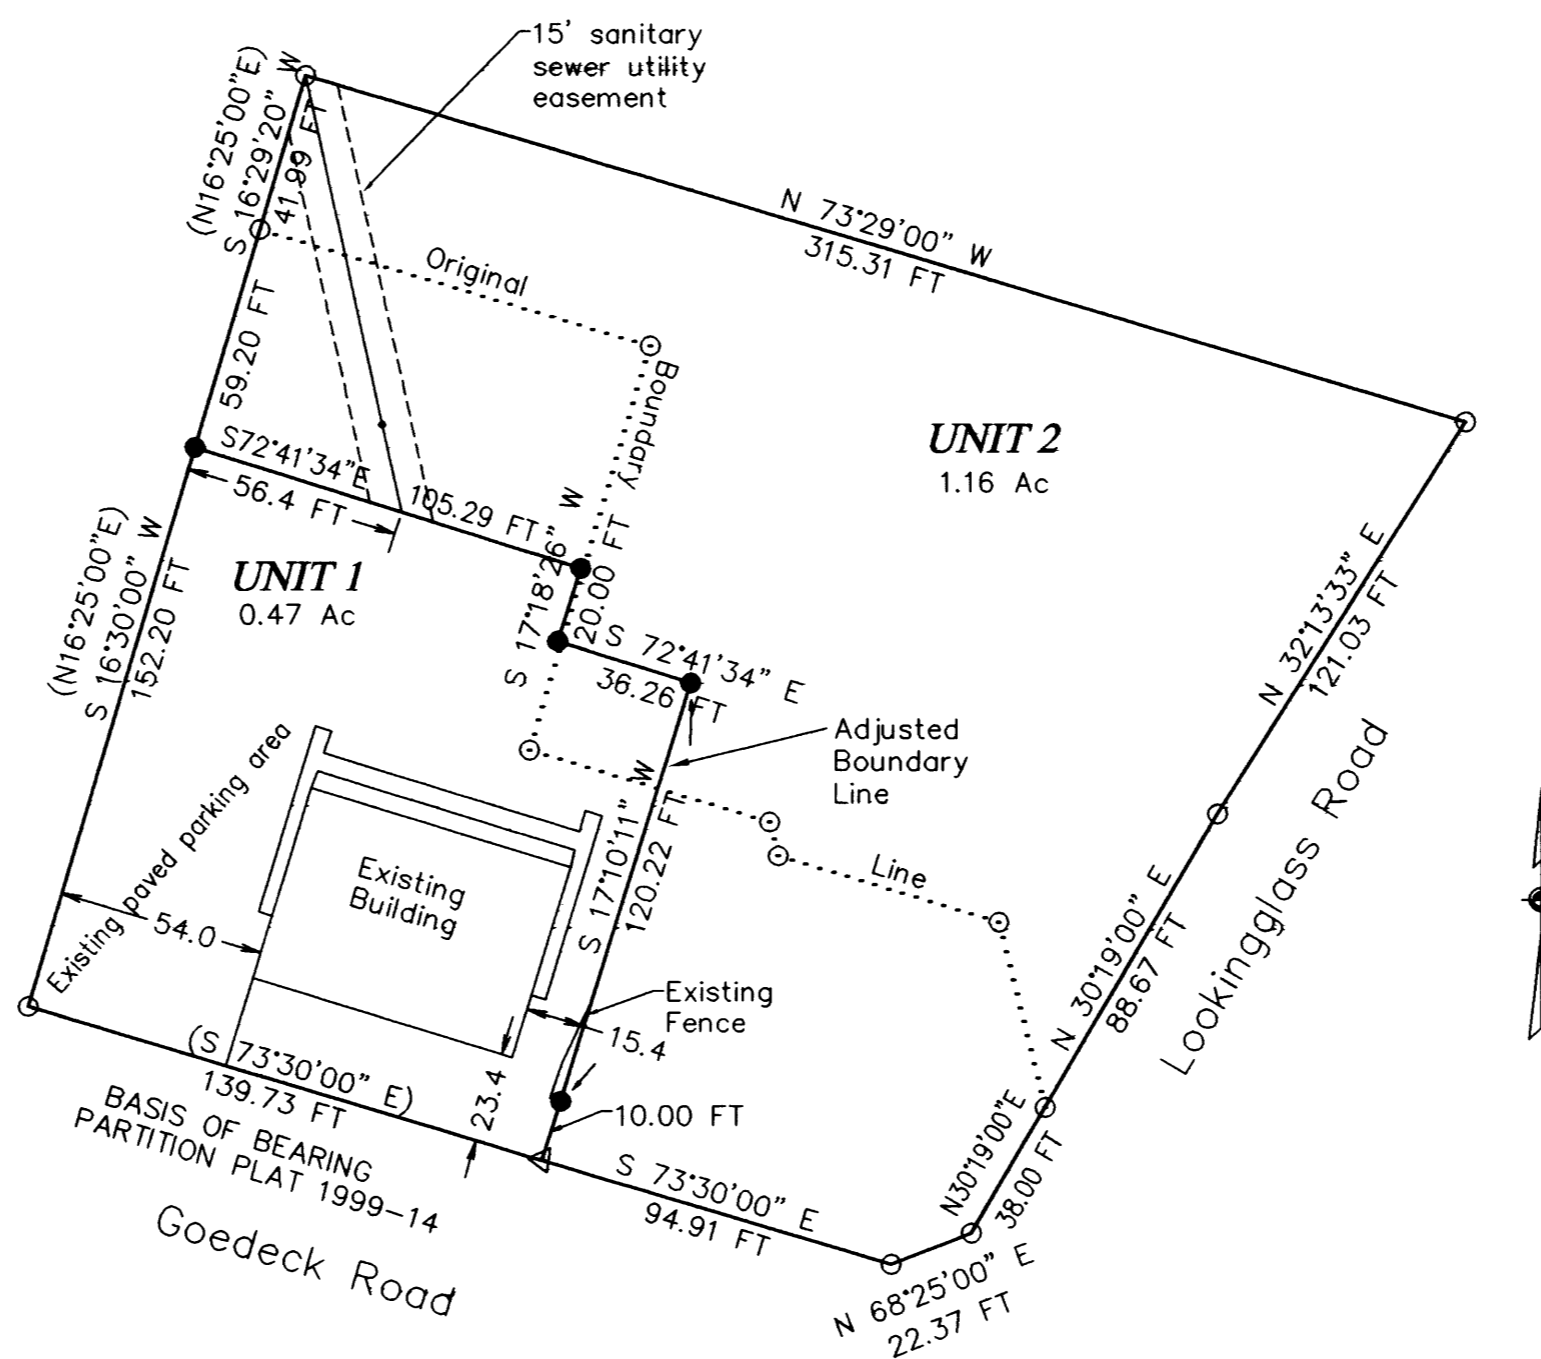 15' sanitary
sewer utility
easement
(N16°25'00"E)
S 16°29'20" W
41.99 FT
N 73°29'00" W
315.31 FT
Original
Boundary
59.20 FT
S72°41'34"E
105.29 FT
56.4 FT
UNIT 2
1.16 Ac
UNIT 1
0.47 Ac
(N16°25'00"E)
S 16°30'00" W
152.20 FT
S 17°18'26" W
20.00 FT
S 72°41'34" E
36.26 FT
N 32°13'33" E
121.03 FT
Adjusted
Boundary
Line
Existing paved parking area
Existing
Building
54.0
S 17°10'11" W
120.22 FT
Line
N 30°19'00" E
88.67 FT
Lookingglass Road
Existing
Fence
15.4
23.4
10.00 FT
(S 73°30'00" E)
139.73 FT
BASIS OF BEARING
PARTITION PLAT 1999-14
Goedeck Road
S 73°30'00" E
94.91 FT
N30°19'00"E
38.00 FT
N 68°25'00" E
22.37 FT